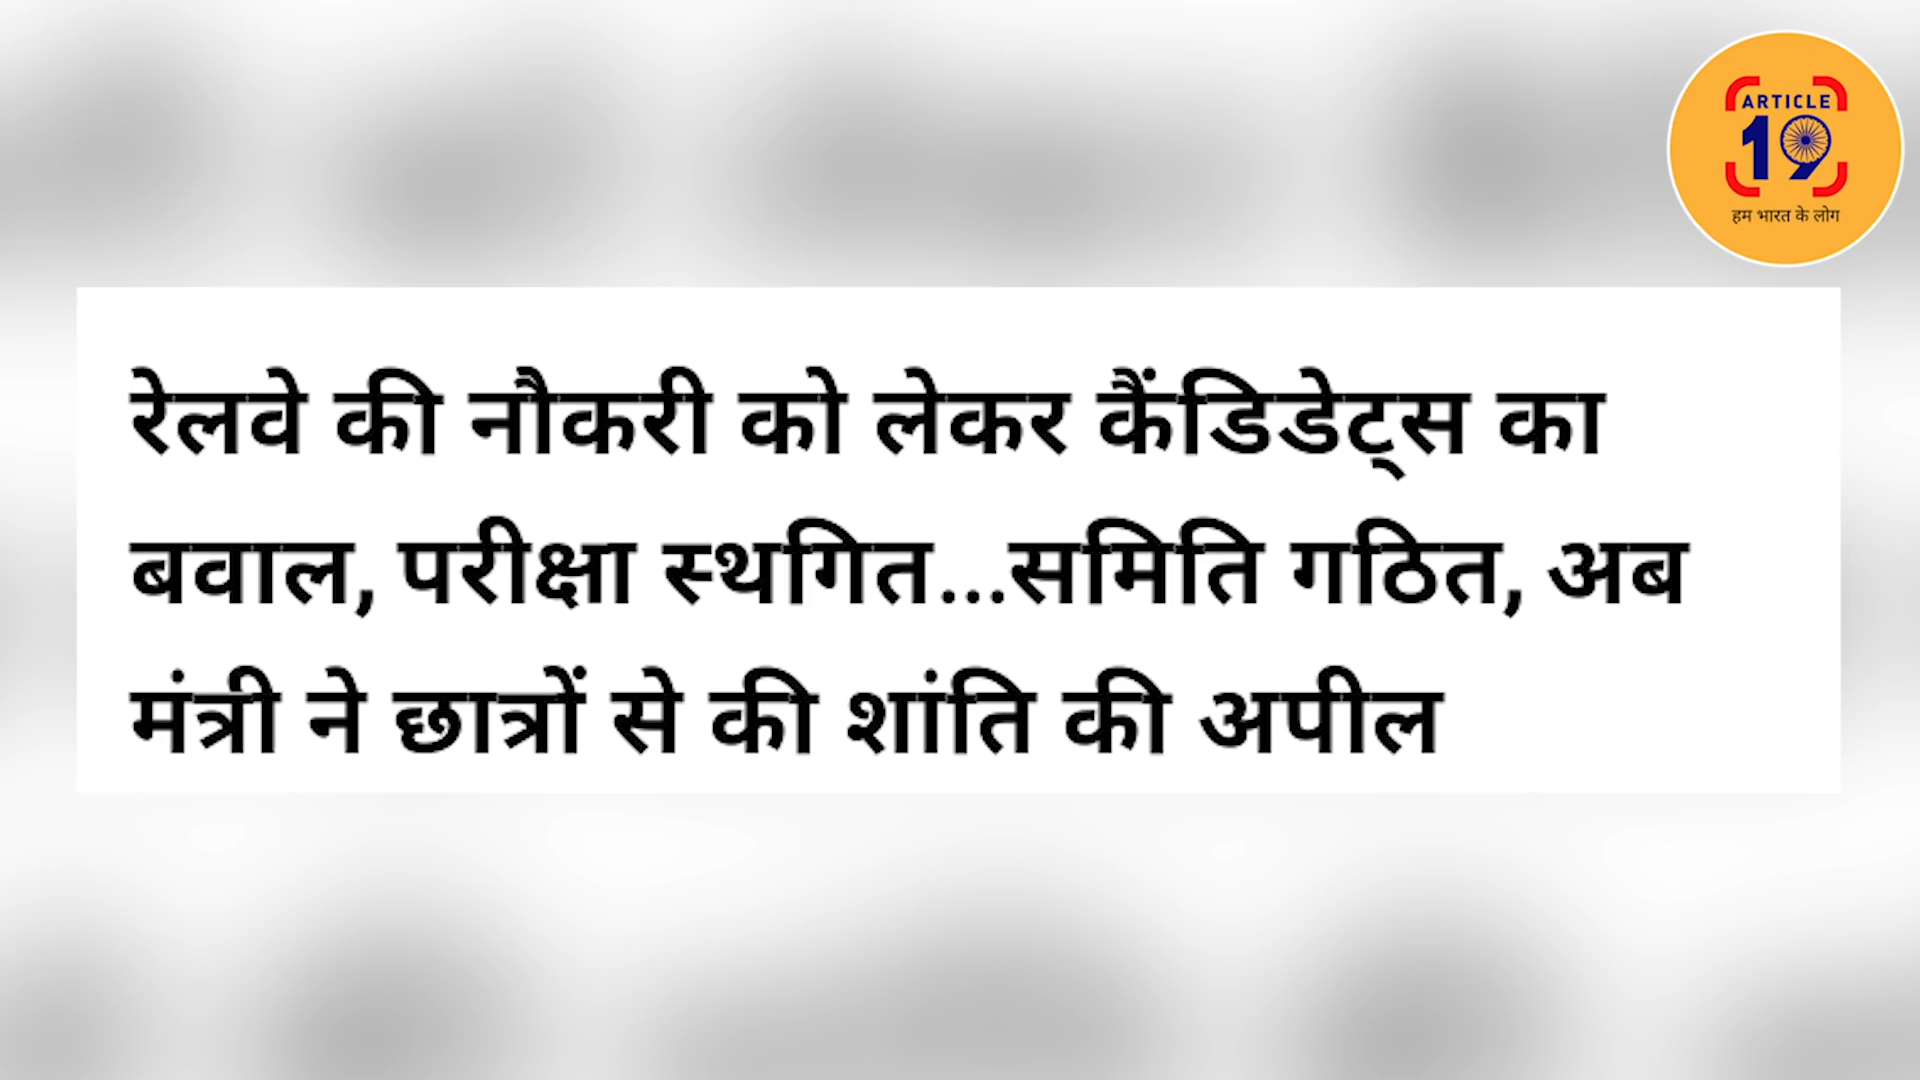 ARTICLE
19
हम भारत के लोग
रेलवे की नौकरी को लेकर कैंडिडेट्स का
बवाल, परीक्षा स्थगित...समिति गठित, अब
मंत्री ने छात्रों से की शांति की अपील